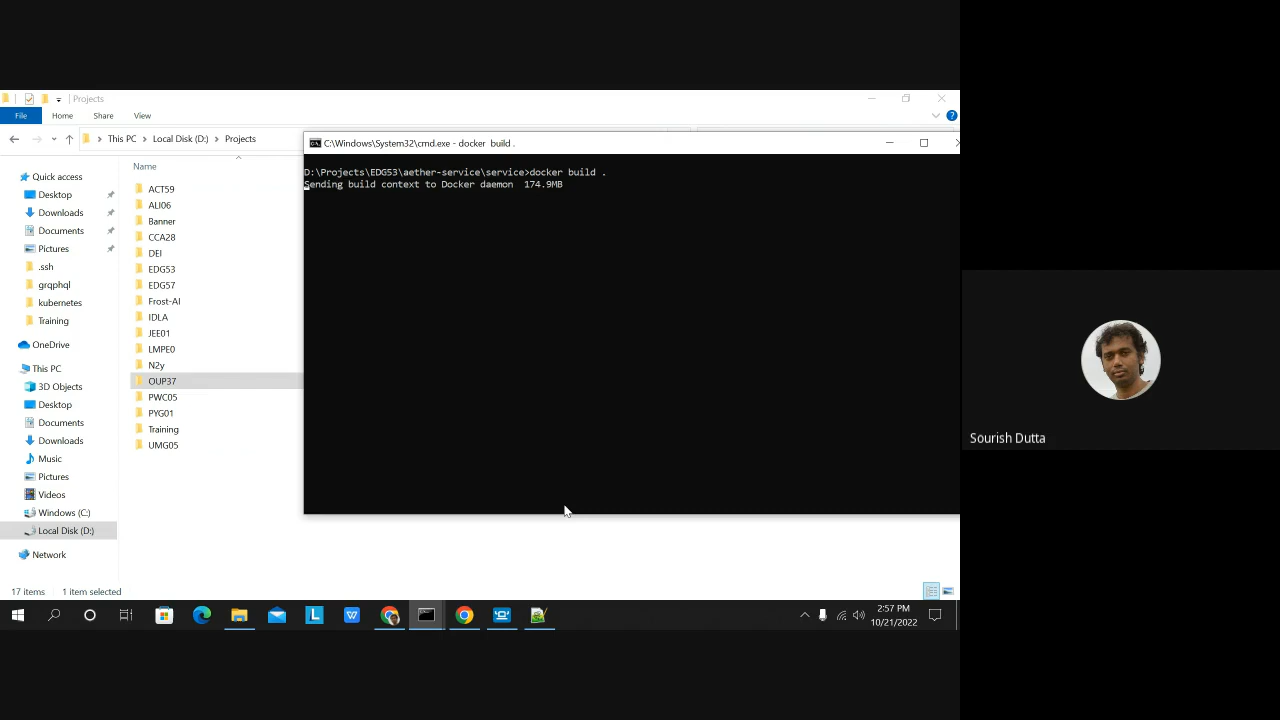 Projects
File
Home
Share
View
This PC
Local Disk (D:)
Projects
Name
Quick access
Desktop
Downloads
Documents
Pictures
.ssh
grqphql
kubernetes
Training
OneDrive
This PC
3D Objects
Desktop
Documents
Downloads
Music
Pictures
Videos
Windows (C:)
Local Disk (D:)
Network
ACT59
ALI06
Banner
CCA28
DEI
EDG53
EDG57
Frost-AI
IDLA
JEE01
LMPE0
N2y
OUP37
PWC05
PYG01
Training
UMG05
C:\Windows\System32\cmd.exe - docker build .
D:\Projects\EDG53\aether-service\service>docker build .
Sending build context to Docker daemon 174.9MB
17 items
1 item selected
2:57 PM
10/21/2022
Sourish Dutta